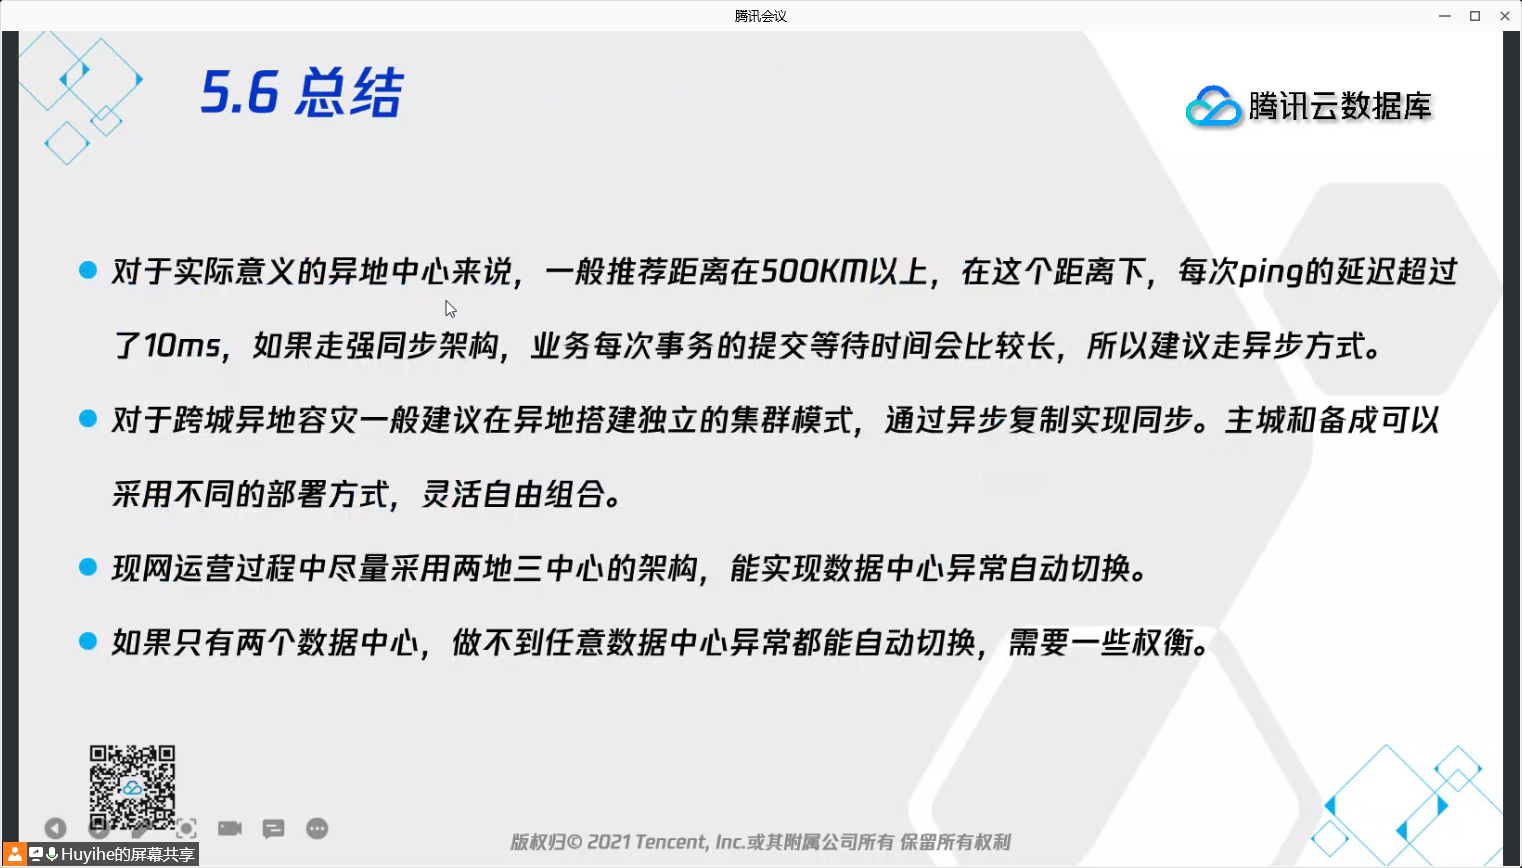 腾讯会议
5.6 总结
腾讯云数据库
对于实际意义的异地中心来说，一般推荐距离在500KM以上，在这个距离下，每次ping的延迟超过
了10ms，如果走强同步架构，业务每次事务的提交等待时间会比较长，所以建议走异步方式。
对于跨城异地容灾一般建议在异地搭建独立的集群模式，通过异步复制实现同步。主城和备成可以
采用不同的部署方式，灵活自由组合。
现网运营过程中尽量采用两地三中心的架构，能实现数据中心异常自动切换。
如果只有两个数据中心，做不到任意数据中心异常都能自动切换，需要一些权衡。
版权归© 2021 Tencent, Inc.或其附属公司所有 保留所有权利
Huyihe的屏幕共享